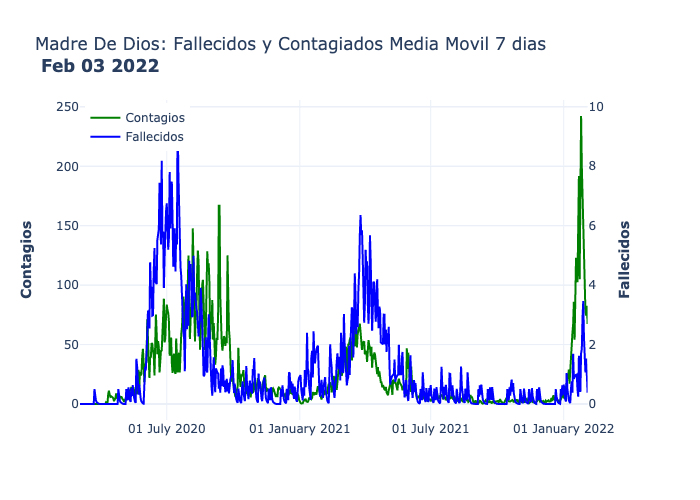 Madre De Dios: Fallecidos y Contagiados Media Movil 7 dias
Feb 03 2022
Contagios
Fallecidos
250
200
150
100
50
0
10
8
6
4
2
0
Contagios
Fallecidos
01 July 2020
01 January 2021
01 July 2021
01 January 2022